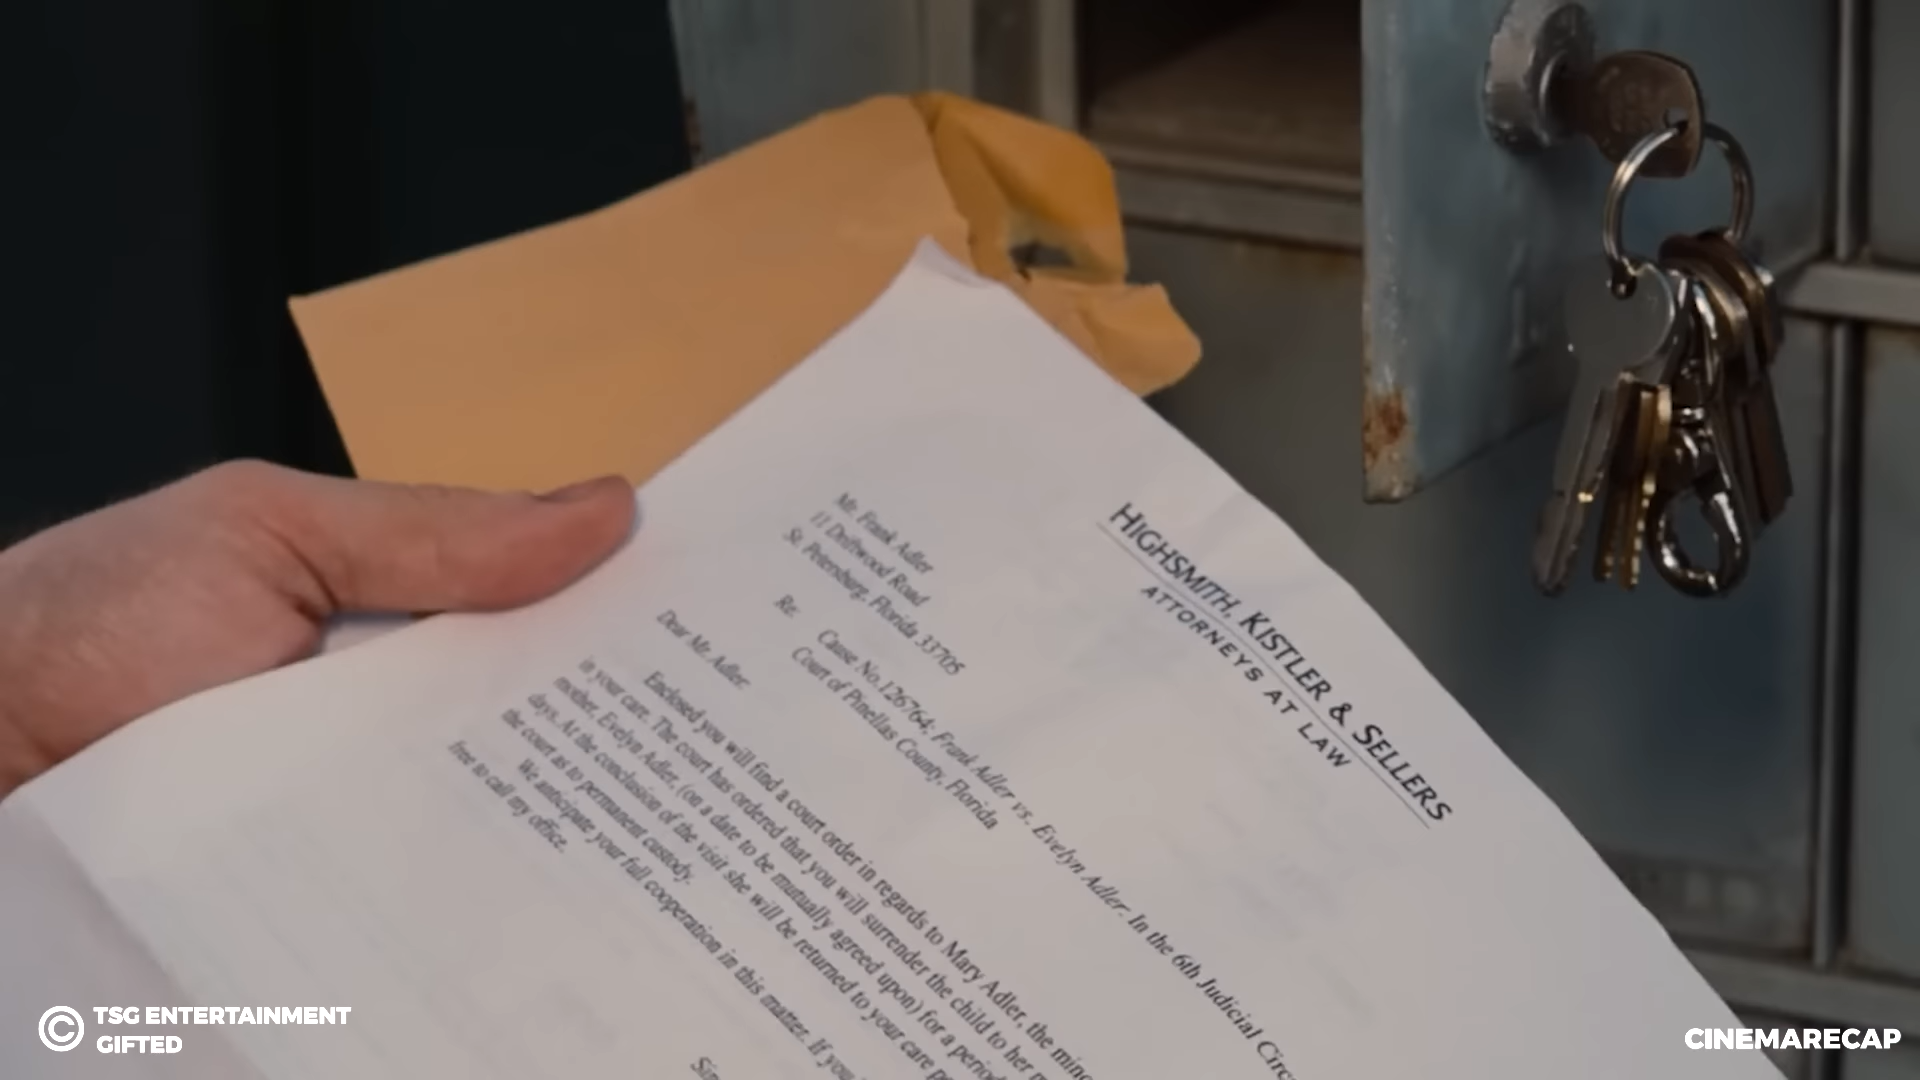 HIGHSMITH, KISTLER & SELLERS
ATTORNEYS AT LAW
Mr. Frank Adler
11 Driftwood Road
St. Petersburg, Florida 33705
Re: Cause No.126764; Frank Adler vs. Evelyn Adler. In the 6th Judicial Circ
Court of Pinellas County, Florida
Dear Mr. Adler:
Enclosed you will find a court order in regards to Mary Adler, the mino
in your care. The court has ordered that you will surrender the child to her
mother, Evelyn Adler, (on a date to be mutually agreed upon) for a period
days. At the conclusion of the visit she will be returned to your care
the court as to permanent custody.
We anticipate your full cooperation in this matter. If you
free to call my office.
Sin
© TSG ENTERTAINMENT
GIFTED
CINEMARECAP